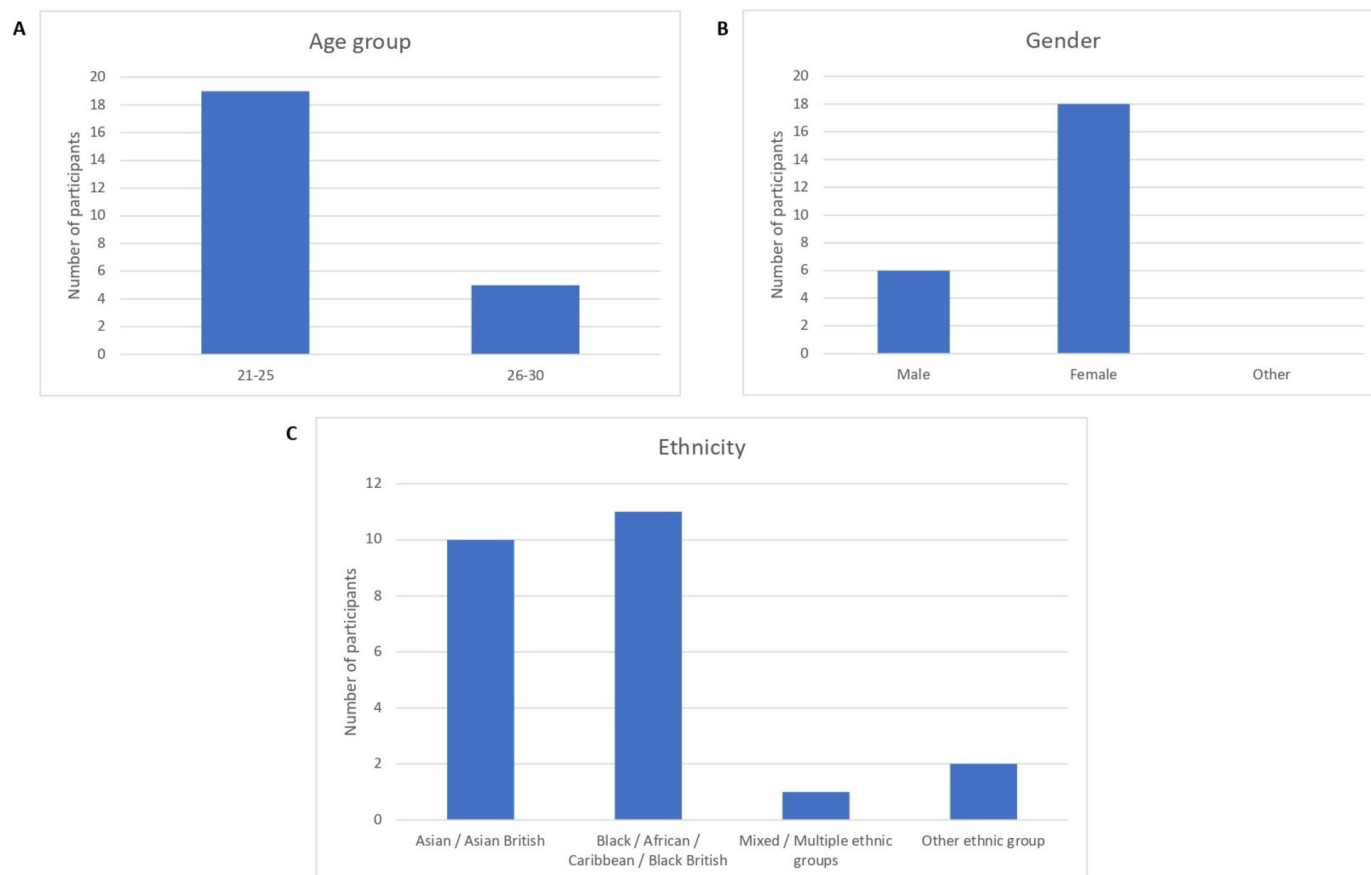 A
Age group
Number of participants
20
18
16
14
12
10
8
6
4
2
0
21-25
26-30
B
Gender
Number of participants
20
18
16
14
12
10
8
6
4
2
0
Male
Female
Other
C
Ethnicity
Number of participants
12
10
8
6
4
2
0
Asian / Asian British
Black / African /
Caribbean / Black British
Mixed / Multiple ethnic
groups
Other ethnic group